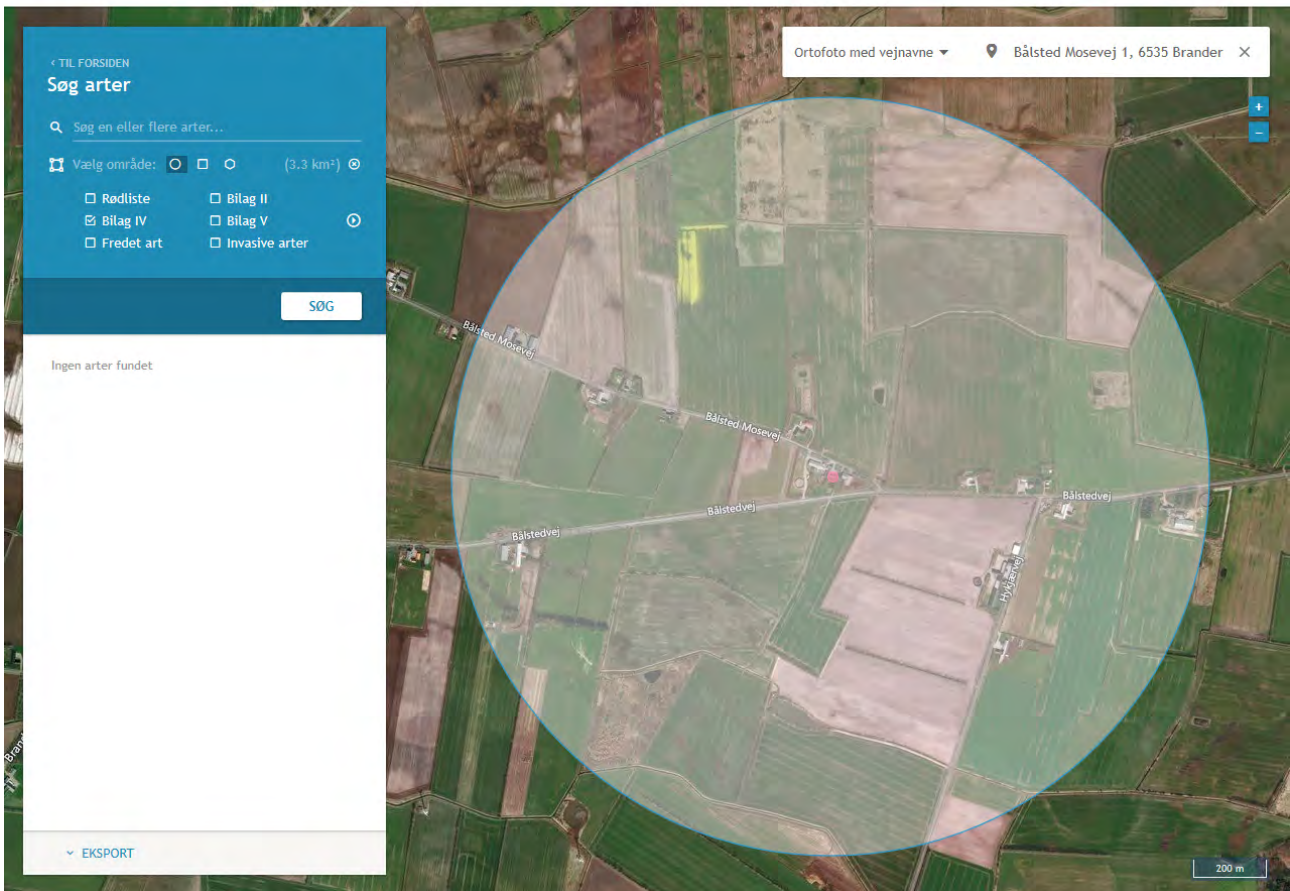 ‹ TIL FORSIDEN
Søg arter
Søg en eller flere arter...
Vælg område: (3.3 km²)
Rødliste Bilag II
Bilag IV Bilag V
Fredet art Invasive arter
SØG
Ingen arter fundet
EKSPORT
Ortofoto med vejnavne
Bålsted Mosevej 1, 6535 Brander
+
−
Bålsted Mosevej
Bålsted Mosevej
Bålstedvej
Bålstedvej
Bålstedvej
Hykjærvej
200 m